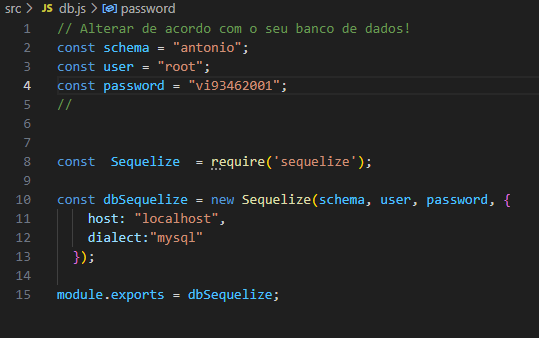 src > JS db.js > password
1 // Alterar de acordo com o seu banco de dados!
2 const schema = "antonio";
3 const user = "root";
4 const password = "vi93462001";
5 //
6
7
8 const  Sequelize  = require('sequelize');
9
10 const dbSequelize = new Sequelize(schema, user, password, {
11     host: "localhost",
12     dialect:"mysql"
13   });
14
15 module.exports = dbSequelize;